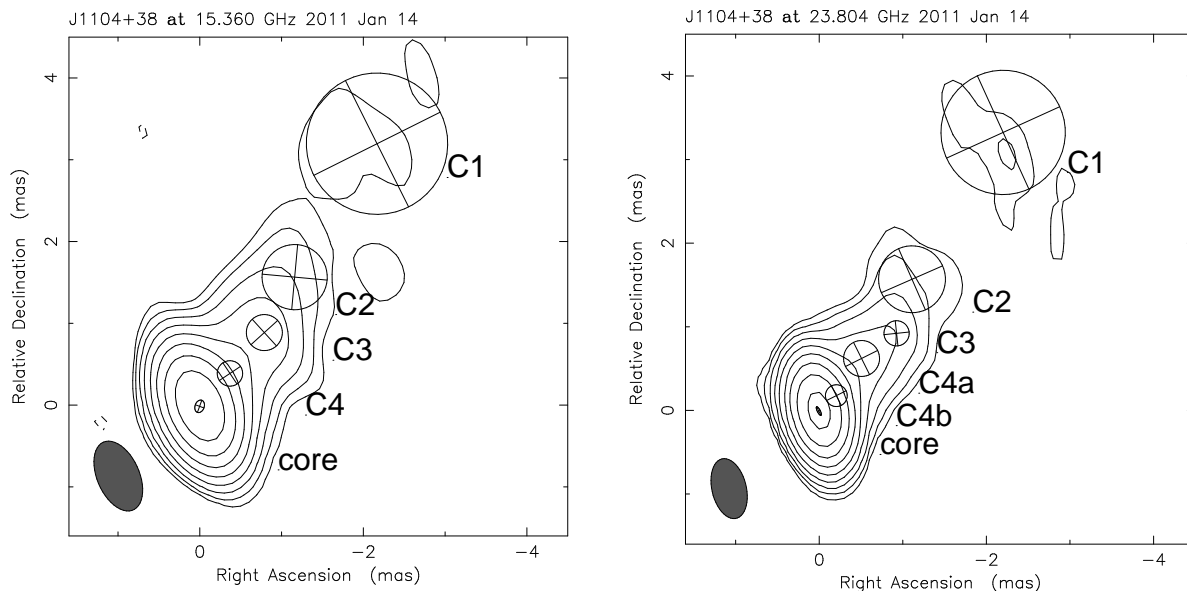 J1104+38 at 15.360 GHz 2011 Jan 14
4
2
0
Relative Declination (mas)
C1
C2
C3
C4
core
0
−2
−4
Right Ascension (mas)
J1104+38 at 23.804 GHz 2011 Jan 14
4
2
0
Relative Declination (mas)
C1
C2
C3
C4a
C4b
core
0
−2
−4
Right Ascension (mas)